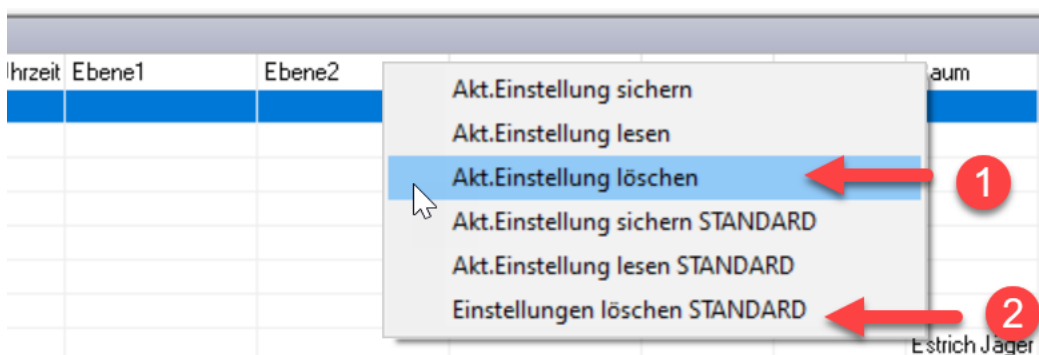 hrzeit Ebene1 Ebene2 aum
Akt.Einstellung sichern
Akt.Einstellung lesen
Akt.Einstellung löschen
1
Akt.Einstellung sichern STANDARD
Akt.Einstellung lesen STANDARD
Einstellungen löschen STANDARD
2
Estrich Jäger